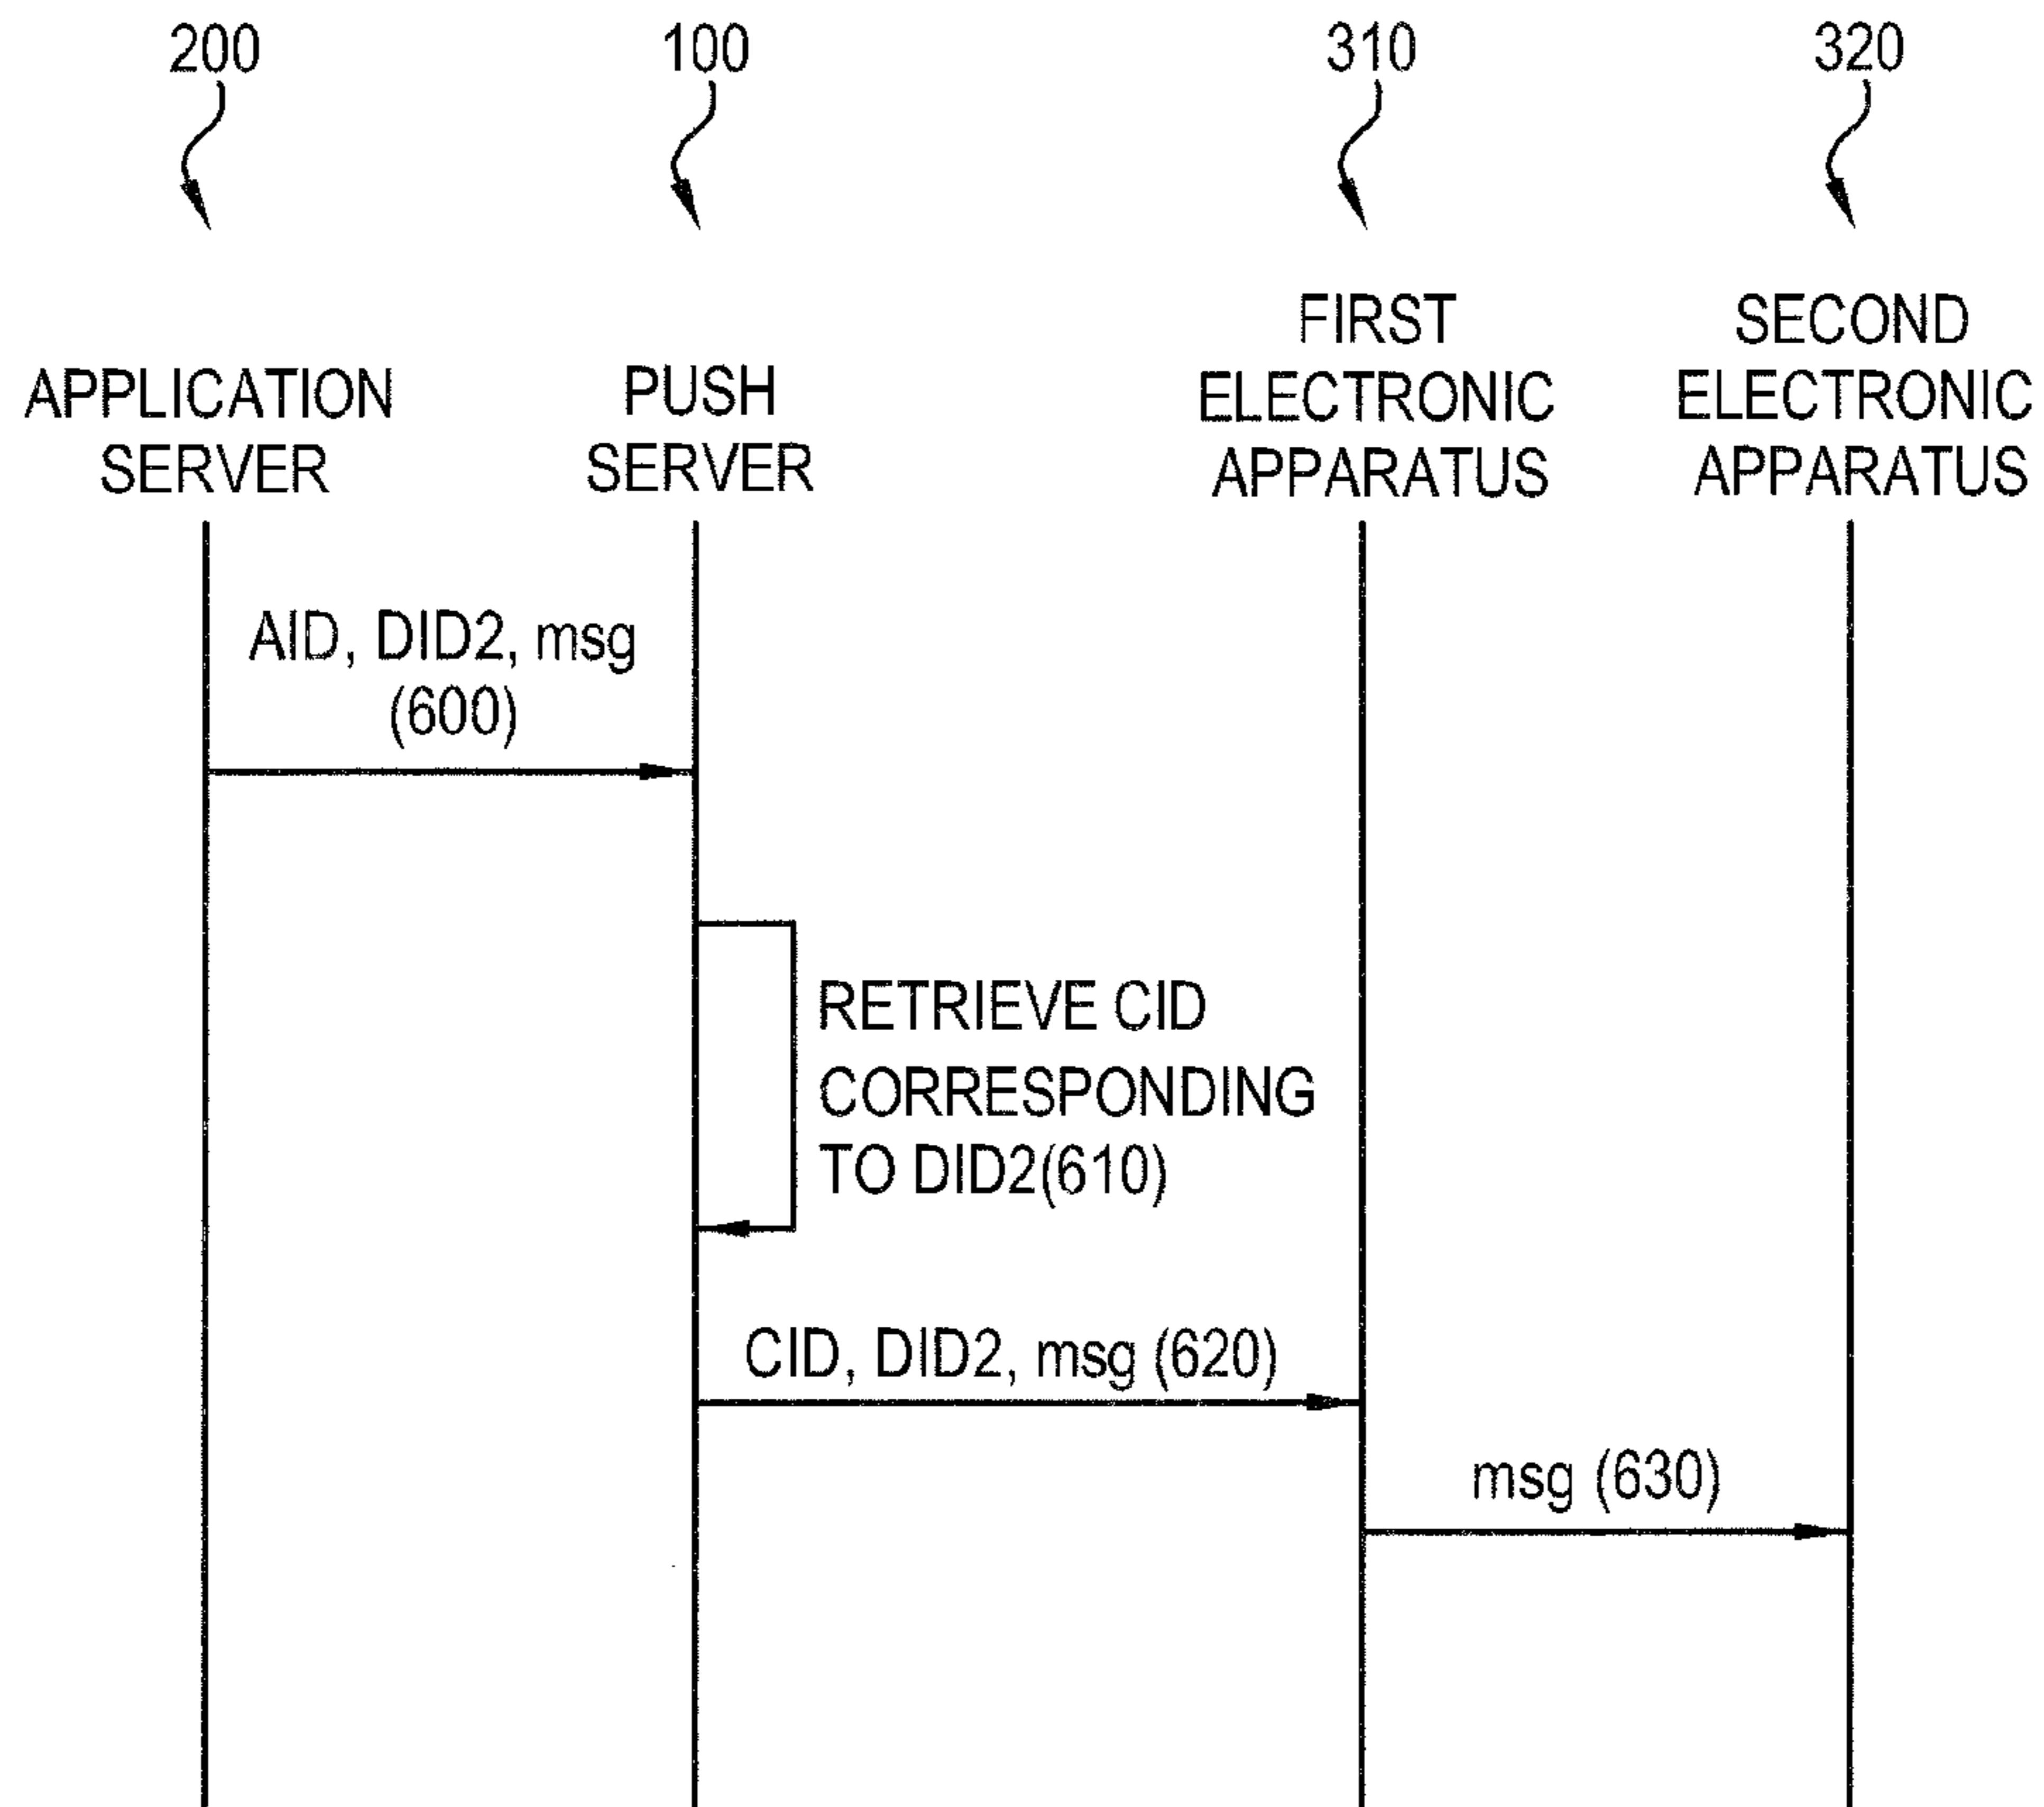 200
100
310
320
APPLICATION
SERVER
PUSH
SERVER
FIRST
ELECTRONIC
APPARATUS
SECOND
ELECTRONIC
APPARATUS
AID, DID2, msg
(600)
RETRIEVE CID
CORRESPONDING
TO DID2(610)
CID, DID2, msg (620)
msg (630)